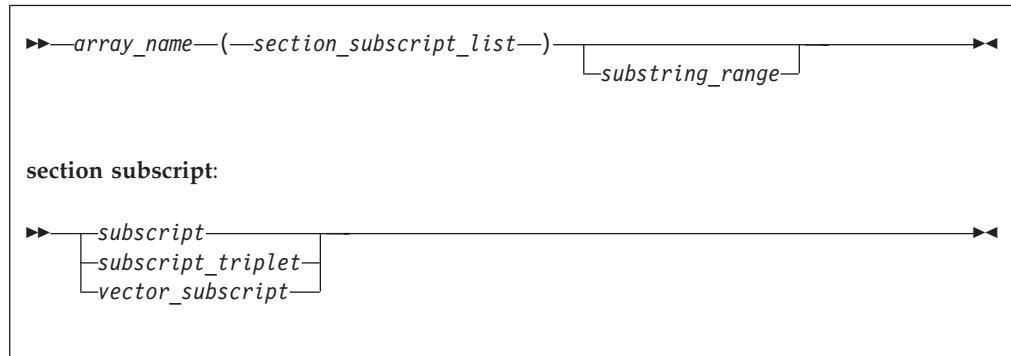 ►►—array_name—(—section_subscript_list—)—►◄
substring_range
section subscript:
►►—subscript—►◄
subscript_triplet
vector_subscript